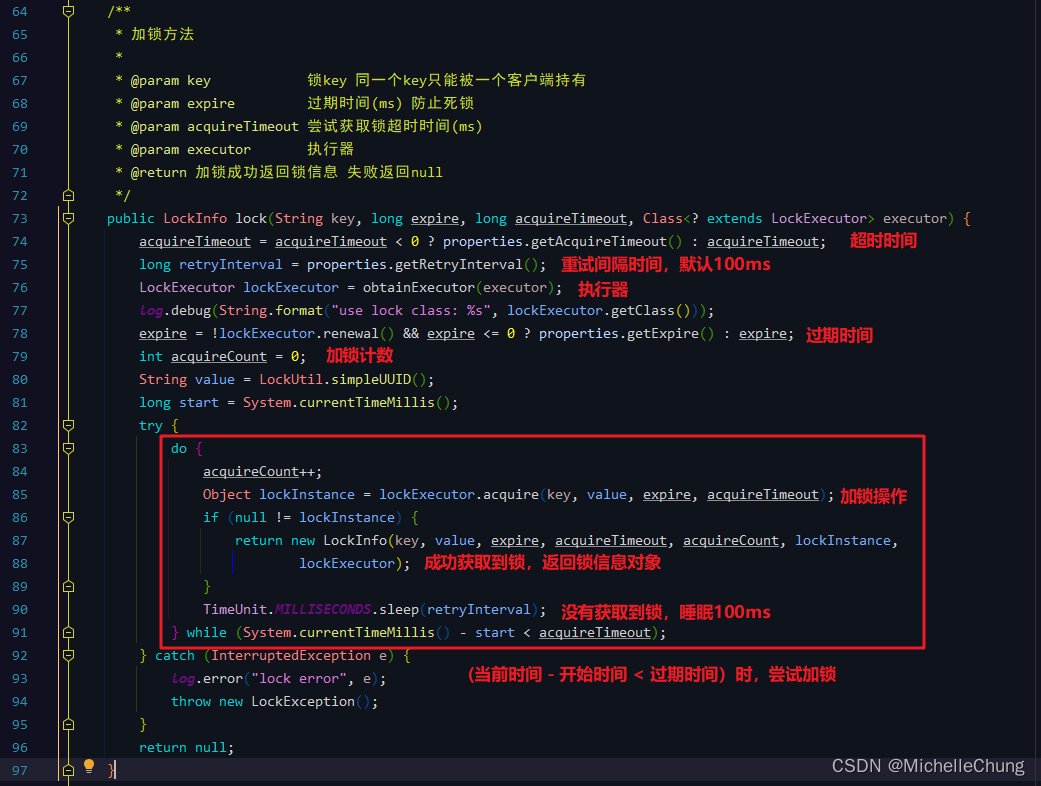 64 /**
65 * 加锁方法
66 *
67 * @param key 锁key 同一个key只能被一个客户端持有
68 * @param expire 过期时间(ms) 防止死锁
69 * @param acquireTimeout 尝试获取锁超时时间(ms)
70 * @param executor 执行器
71 * @return 加锁成功返回锁信息 失败返回null
72 */
73 public LockInfo lock(String key, long expire, long acquireTimeout, Class<? extends LockExecutor> executor) {
74 acquireTimeout = acquireTimeout < 0 ? properties.getAcquireTimeout() : acquireTimeout; 超时时间
75 long retryInterval = properties.getRetryInterval(); 重试间隔时间，默认100ms
76 LockExecutor lockExecutor = obtainExecutor(executor); 执行器
77 log.debug(String.format("use lock class: %s", lockExecutor.getClass()));
78 expire = !lockExecutor.renewal() && expire <= 0 ? properties.getExpire() : expire; 过期时间
79 int acquireCount = 0; 加锁计数
80 String value = LockUtil.simpleUUID();
81 long start = System.currentTimeMillis();
82 try {
83 do {
84 acquireCount++;
85 Object lockInstance = lockExecutor.acquire(key, value, expire, acquireTimeout); 加锁操作
86 if (null != lockInstance) {
87 return new LockInfo(key, value, expire, acquireTimeout, acquireCount, lockInstance,
88 lockExecutor); 成功获取到锁，返回锁信息对象
89 }
90 TimeUnit.MILLISECONDS.sleep(retryInterval); 没有获取到锁，睡眠100ms
91 } while (System.currentTimeMillis() - start < acquireTimeout);
92 } catch (InterruptedException e) {
93 log.error("lock error", e); （当前时间 - 开始时间 < 过期时间）时，尝试加锁
94 throw new LockException();
95 }
96 return null;
97 }
CSDN @MichelleChung